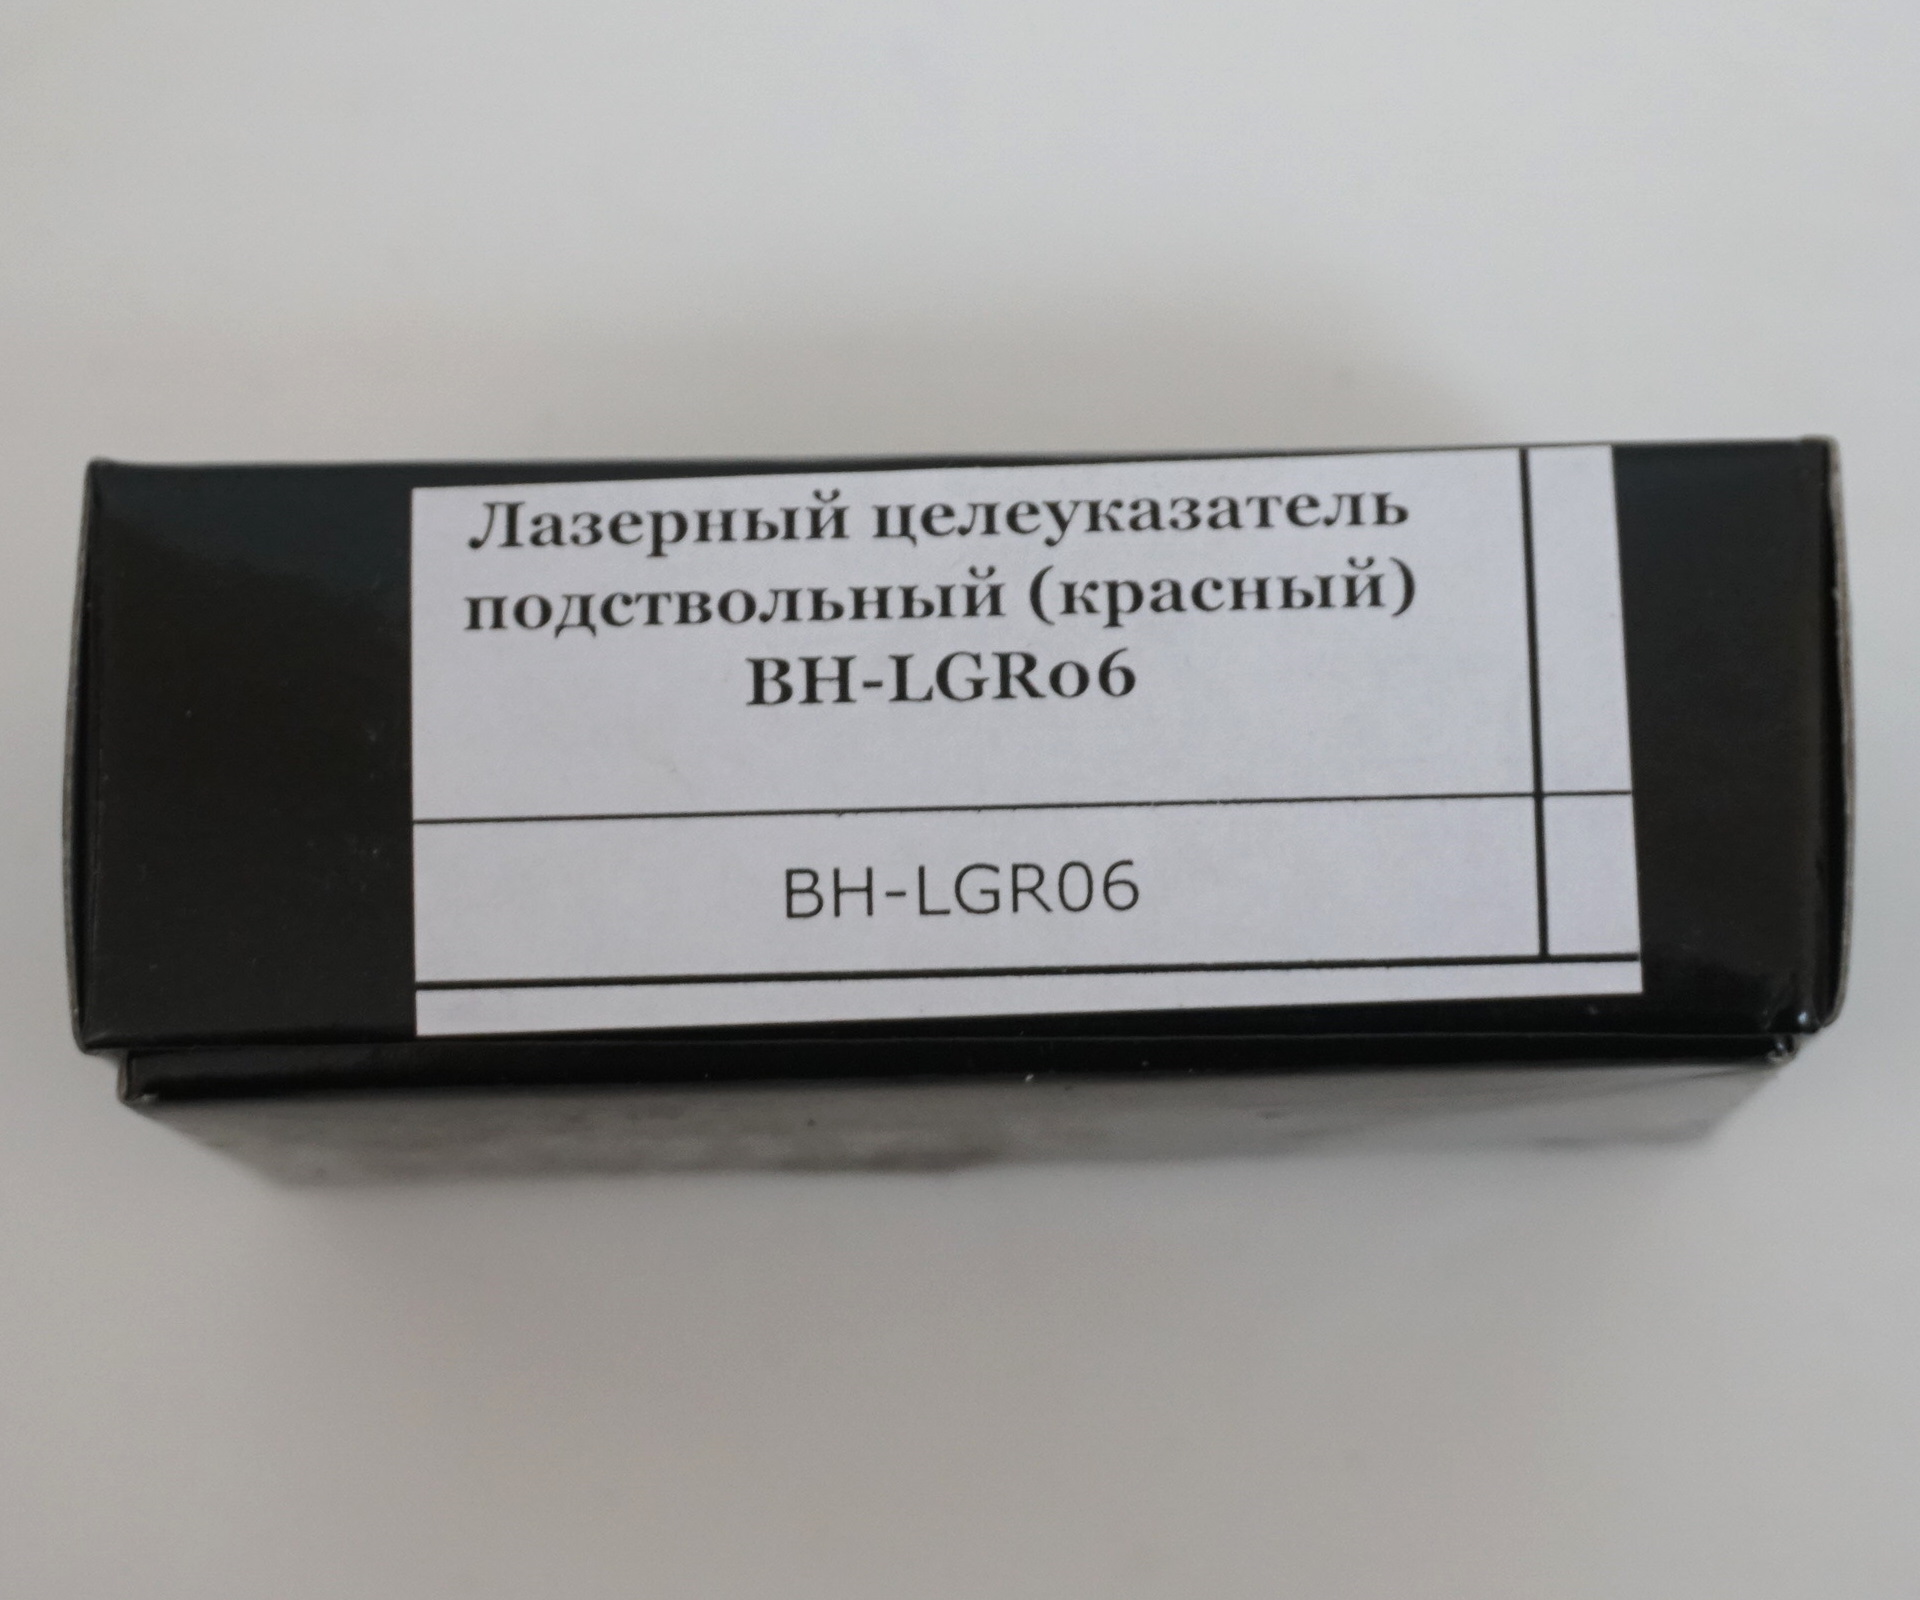 Лазерный целеуказатель
подствольный (красный)
BH-LGR06
BH-LGR06